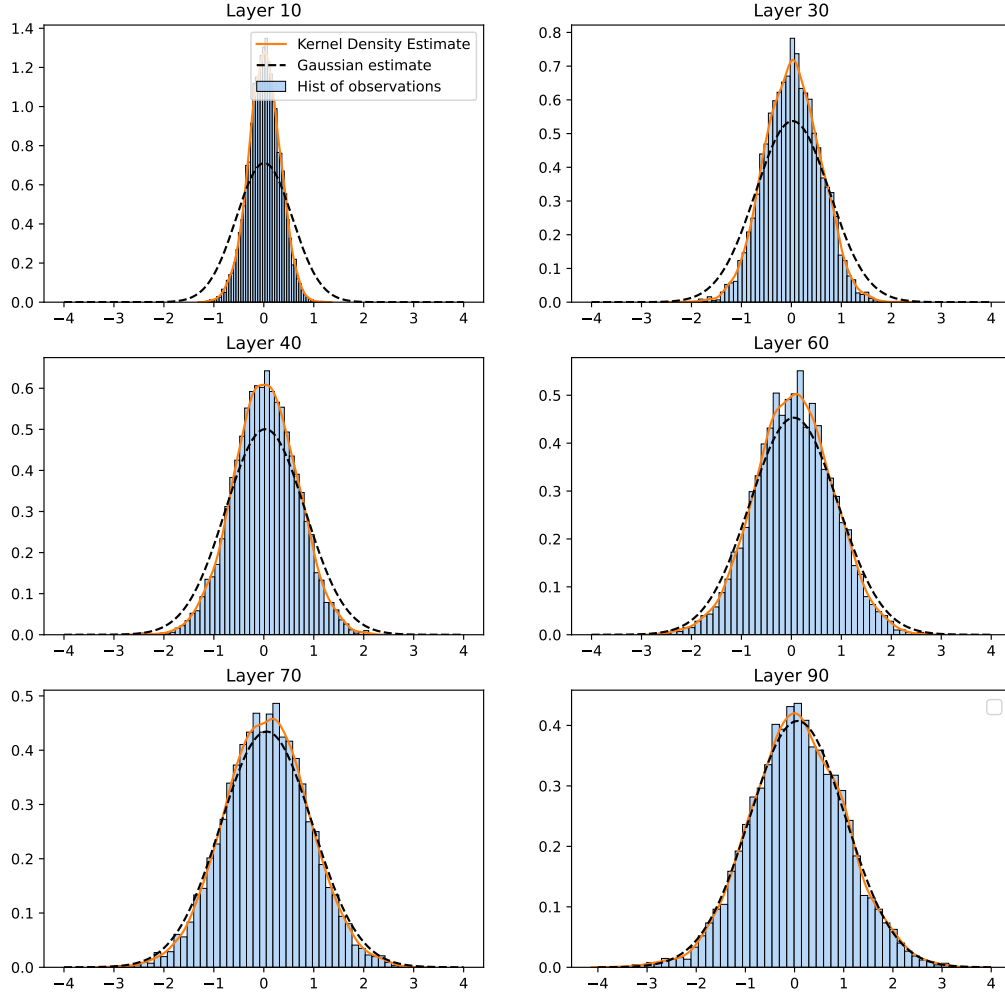 Layer 10
1.4
1.2
1.0
0.8
0.6
0.4
0.2
0.0
−4 −3 −2 −1 0 1 2 3 4
Kernel Density Estimate
Gaussian estimate
Hist of observations
Layer 30
0.8
0.7
0.6
0.5
0.4
0.3
0.2
0.1
0.0
−4 −3 −2 −1 0 1 2 3 4
Layer 40
0.6
0.5
0.4
0.3
0.2
0.1
0.0
−4 −3 −2 −1 0 1 2 3 4
Layer 60
0.5
0.4
0.3
0.2
0.1
0.0
−4 −3 −2 −1 0 1 2 3 4
Layer 70
0.5
0.4
0.3
0.2
0.1
0.0
−4 −3 −2 −1 0 1 2 3 4
Layer 90
0.4
0.3
0.2
0.1
0.0
−4 −3 −2 −1 0 1 2 3 4